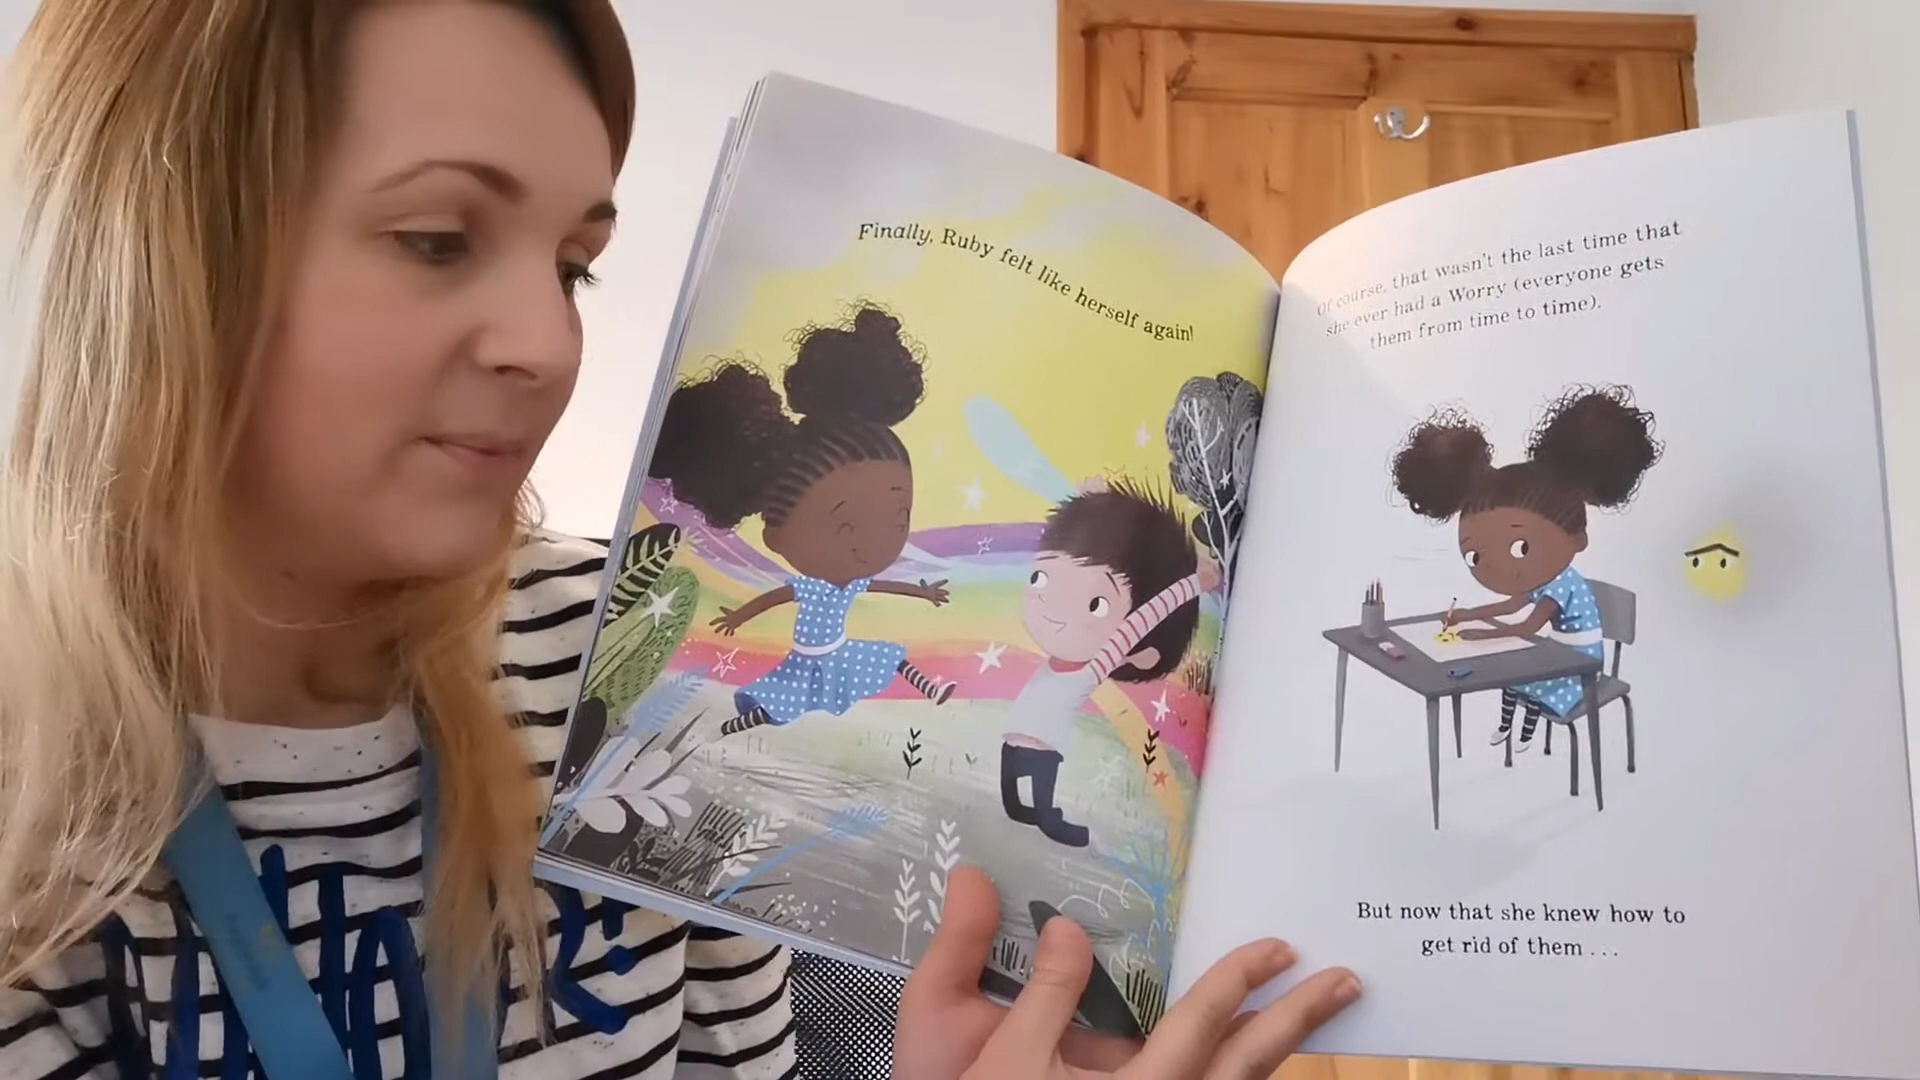 Finally, Ruby felt like herself again!
Of course, that wasn't the last time that
she ever had a Worry (everyone gets
them from time to time).
But now that she knew how to
get rid of them ...